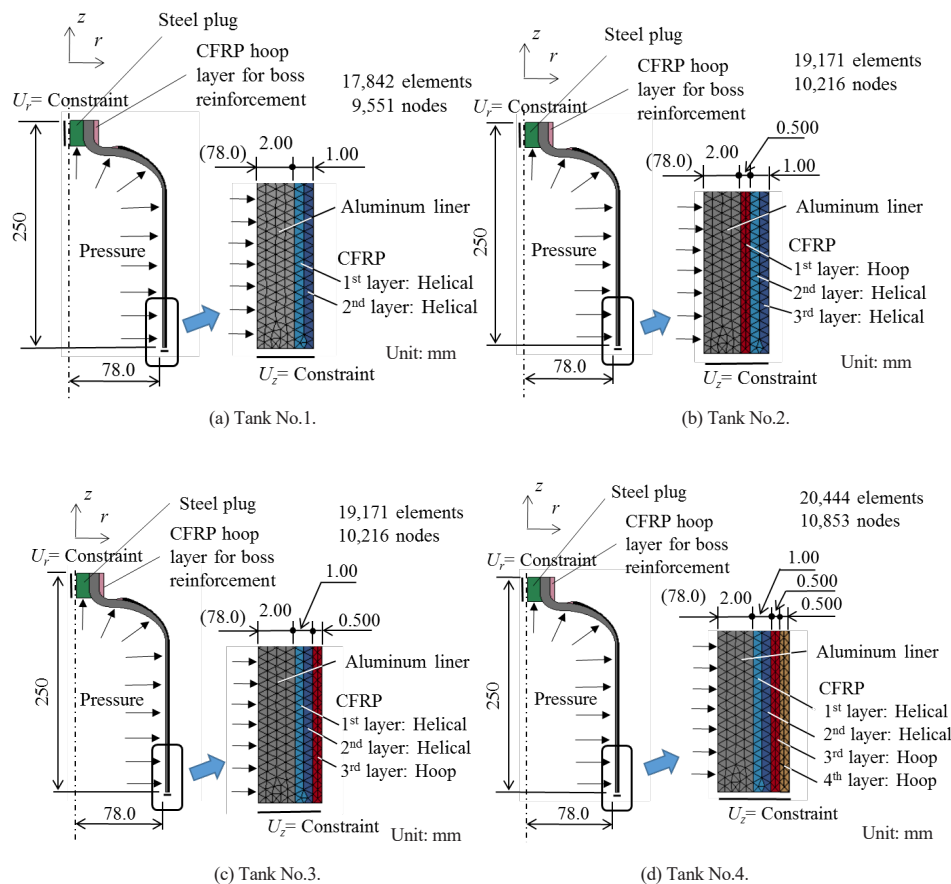 Steel plug
z
CFRP hoop
layer for boss
reinforcement
r
17,842 elements
9,551 nodes
U_r= Constraint
250
Pressure
78.0
(78.0)
2.00
1.00
Aluminum liner
CFRP
1st layer: Helical
2nd layer: Helical
Unit: mm
U_z= Constraint
(a) Tank No.1.
Steel plug
z
CFRP hoop
layer for boss
reinforcement
r
19,171 elements
10,216 nodes
U_r= Constraint
250
Pressure
78.0
0.500
(78.0)
2.00
1.00
Aluminum liner
CFRP
1st layer: Hoop
2nd layer: Helical
3rd layer: Helical
Unit: mm
U_z= Constraint
(b) Tank No.2.
Steel plug
z
CFRP hoop
layer for boss
reinforcement
r
19,171 elements
10,216 nodes
U_r= Constraint
250
Pressure
78.0
1.00
(78.0)
2.00
0.500
Aluminum liner
CFRP
1st layer: Helical
2nd layer: Helical
3rd layer: Hoop
U_z= Constraint
Unit: mm
(c) Tank No.3.
Steel plug
z
CFRP hoop
layer for boss
reinforcement
r
20,444 elements
10,853 nodes
U_r= Constraint
250
Pressure
78.0
1.00
0.500
(78.0)
2.00
0.500
Aluminum liner
CFRP
1st layer: Helical
2nd layer: Helical
3rd layer: Hoop
4th layer: Hoop
U_z= Constraint
Unit: mm
(d) Tank No.4.